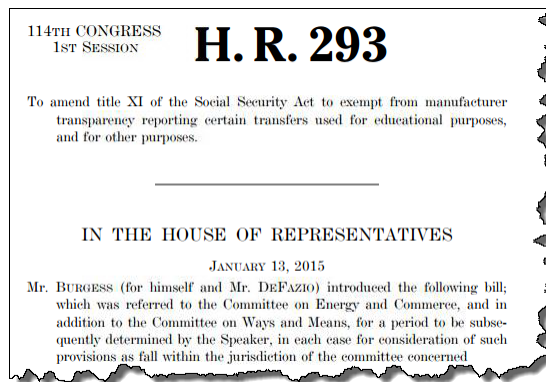 114TH CONGRESS
1ST SESSION
H. R. 293
To amend title XI of the Social Security Act to exempt from manufacturer
transparency reporting certain transfers used for educational purposes,
and for other purposes.
IN THE HOUSE OF REPRESENTATIVES
JANUARY 13, 2015
Mr. BURGESS (for himself and Mr. DEFAZIO) introduced the following bill;
which was referred to the Committee on Energy and Commerce, and in
addition to the Committee on Ways and Means, for a period to be subse-
quently determined by the Speaker, in each case for consideration of such
provisions as fall within the jurisdiction of the committee concerned